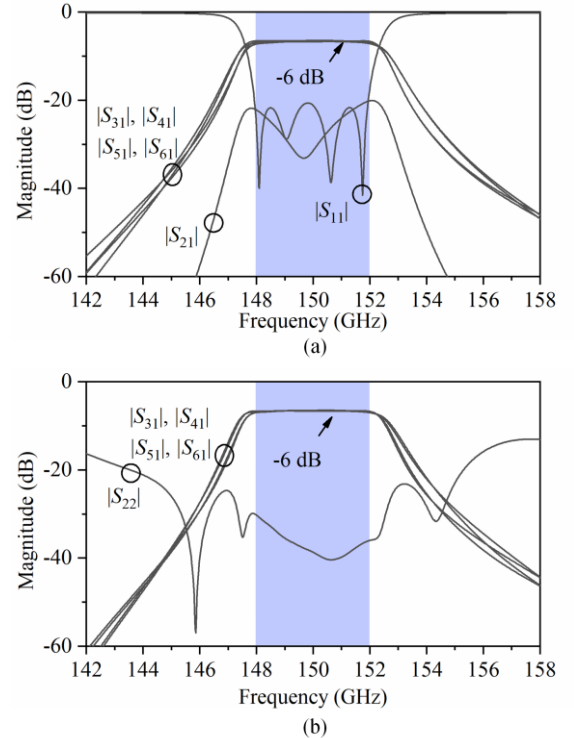 0
-20
-40
-60
Magnitude (dB)
-6 dB
|S31|, |S41|
|S51|, |S61|
|S21|
|S11|
142 144 146 148 150 152 154 156 158
Frequency (GHz)
(a)
0
-20
-40
-60
Magnitude (dB)
|S31|, |S41|
|S51|, |S61|
-6 dB
|S22|
142 144 146 148 150 152 154 156 158
Frequency (GHz)
(b)